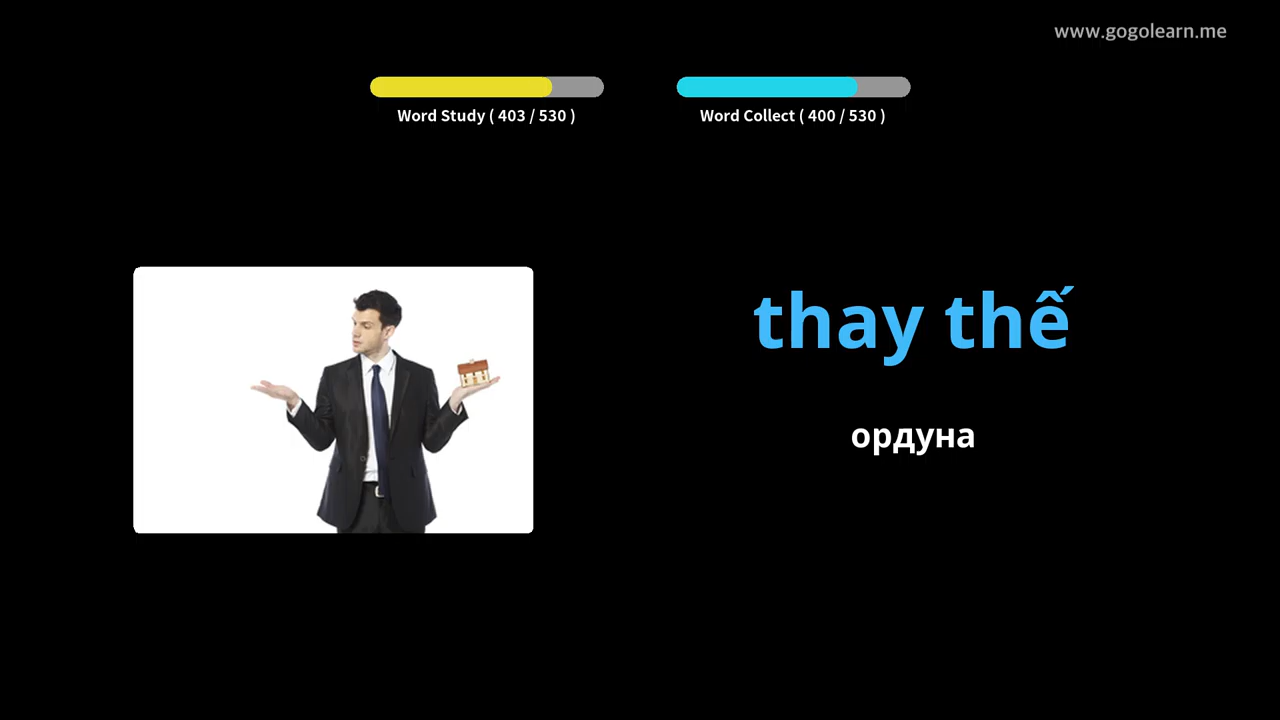 www.gogolearn.me
Word Study ( 403 / 530 )
Word Collect ( 400 / 530 )
thay thế
ордуна